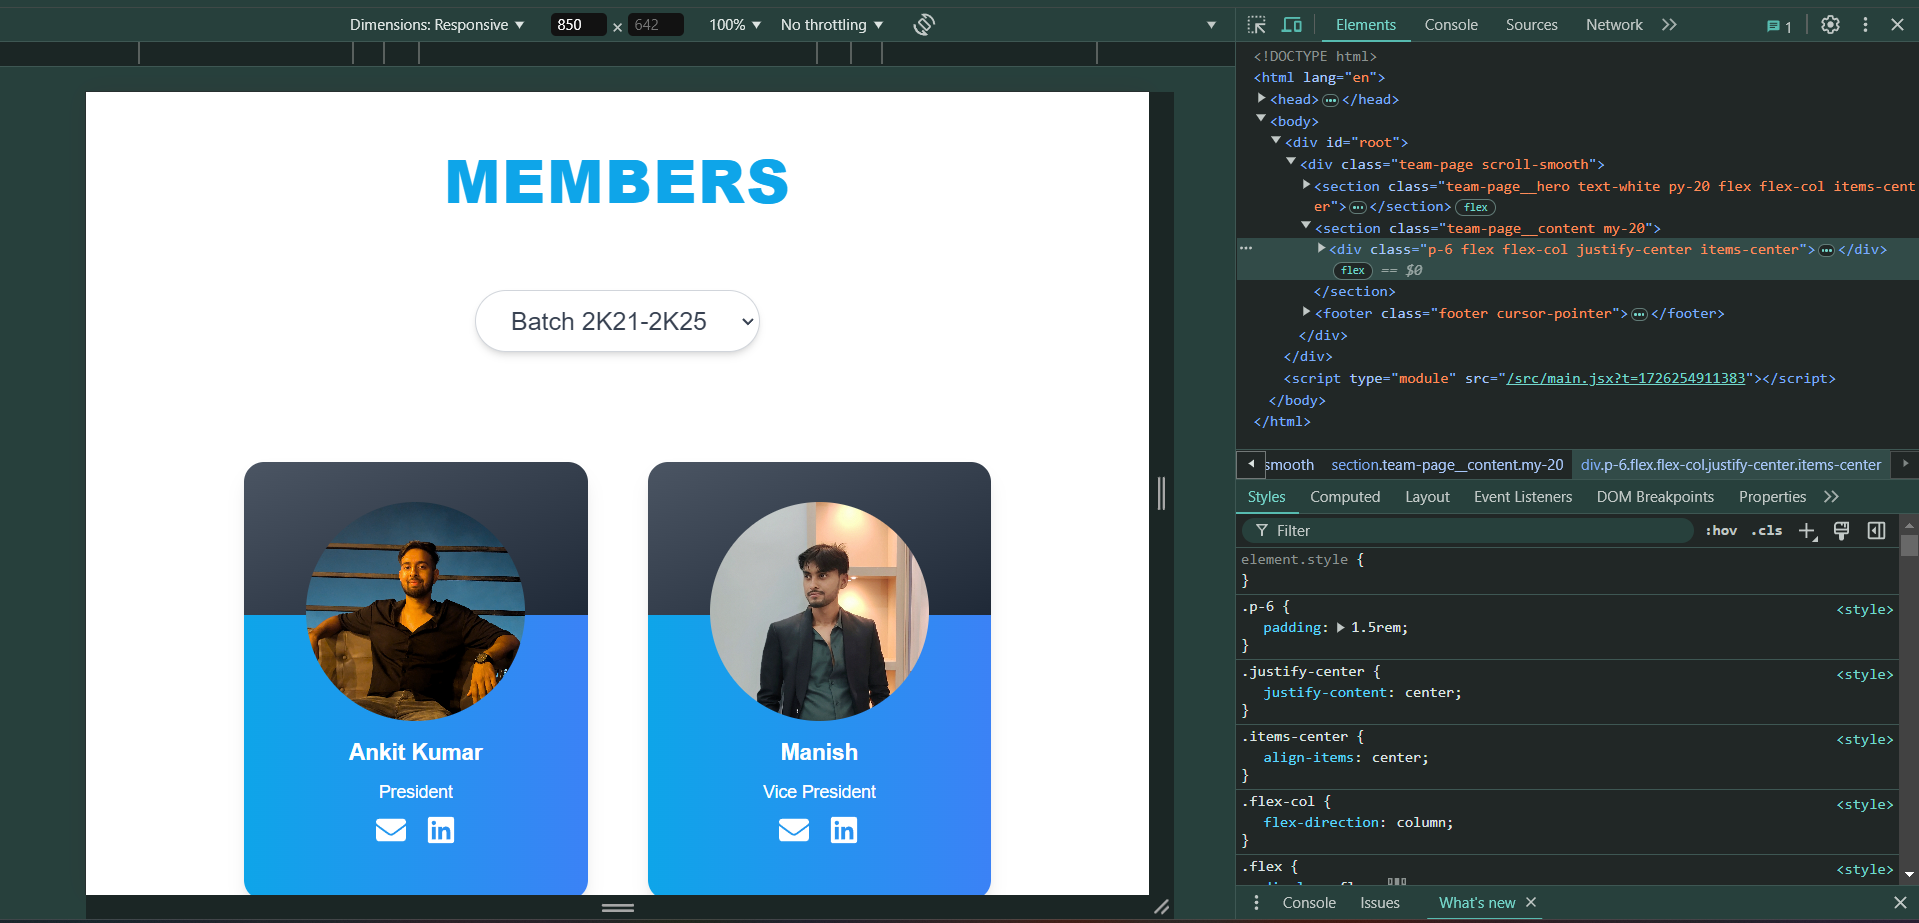 Dimensions: Responsive ▼ 850 × 642 100% ▼ No throttling ▼
Elements Console Sources Network 1
MEMBERS
Batch 2K21-2K25
Ankit Kumar
President
Manish
Vice President
<!DOCTYPE html>
<html lang="en">
<head>…</head>
<body>
<div id="root">
<div class="team-page scroll-smooth">
<section class="team-page__hero text-white py-20 flex flex-col items-cent
er">…</section> flex
<section class="team-page__content my-20">
<div class="p-6 flex flex-col justify-center items-center">…</div>
flex == $0
</section>
<footer class="footer cursor-pointer">…</footer>
</div>
</div>
<script type="module" src="/src/main.jsx?t=1726254911383"></script>
</body>
</html>
smooth section.team-page__content.my-20 div.p-6.flex.flex-col.justify-center.items-center
Styles Computed Layout Event Listeners DOM Breakpoints Properties
Filter :hov .cls
element.style {
}
.p-6 { <style>
padding: 1.5rem;
}
.justify-center { <style>
justify-content: center;
}
.items-center { <style>
align-items: center;
}
.flex-col { <style>
flex-direction: column;
}
.flex { <style>
Console Issues What's new